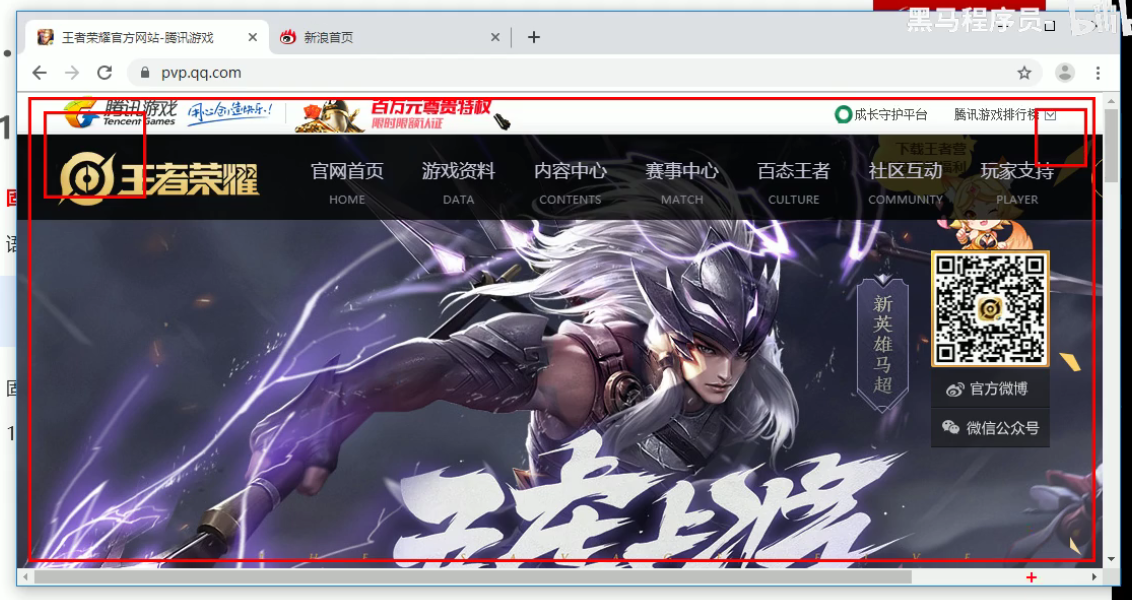 黑马程序员
bilibili
王者荣耀官方网站-腾讯游戏
新浪首页
pvp.qq.com
腾讯游戏
Tencent Games
用心创造快乐!
百万元尊贵特权
限时限额认证
成长守护平台
腾讯游戏排行榜
下载王者营
福利
王者荣耀
官网首页 游戏资料 内容中心 赛事中心 百态王者 社区互动 玩家支持
HOME DATA CONTENTS MATCH CULTURE COMMUNITY PLAYER
新英雄马超
官方微博
微信公众号
1
固
1